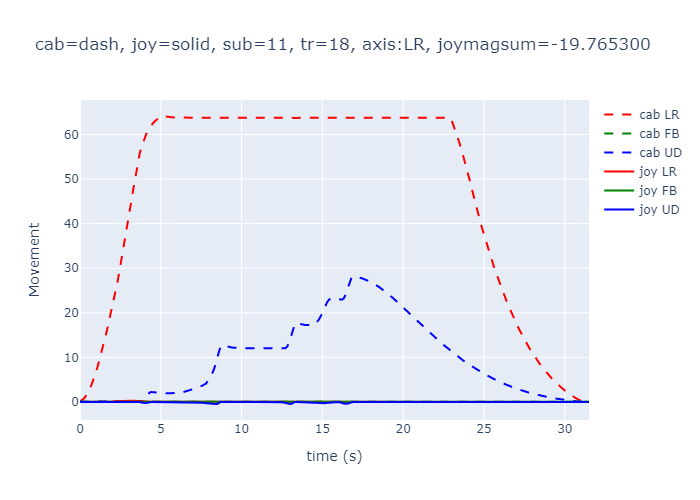 cab=dash, joy=solid, sub=11, tr=18, axis:LR, joymagsum=-19.765300
cab LR
cab FB
cab UD
joy LR
joy FB
joy UD
Movement
60
50
40
30
20
10
0
0 5 10 15 20 25 30
time (s)